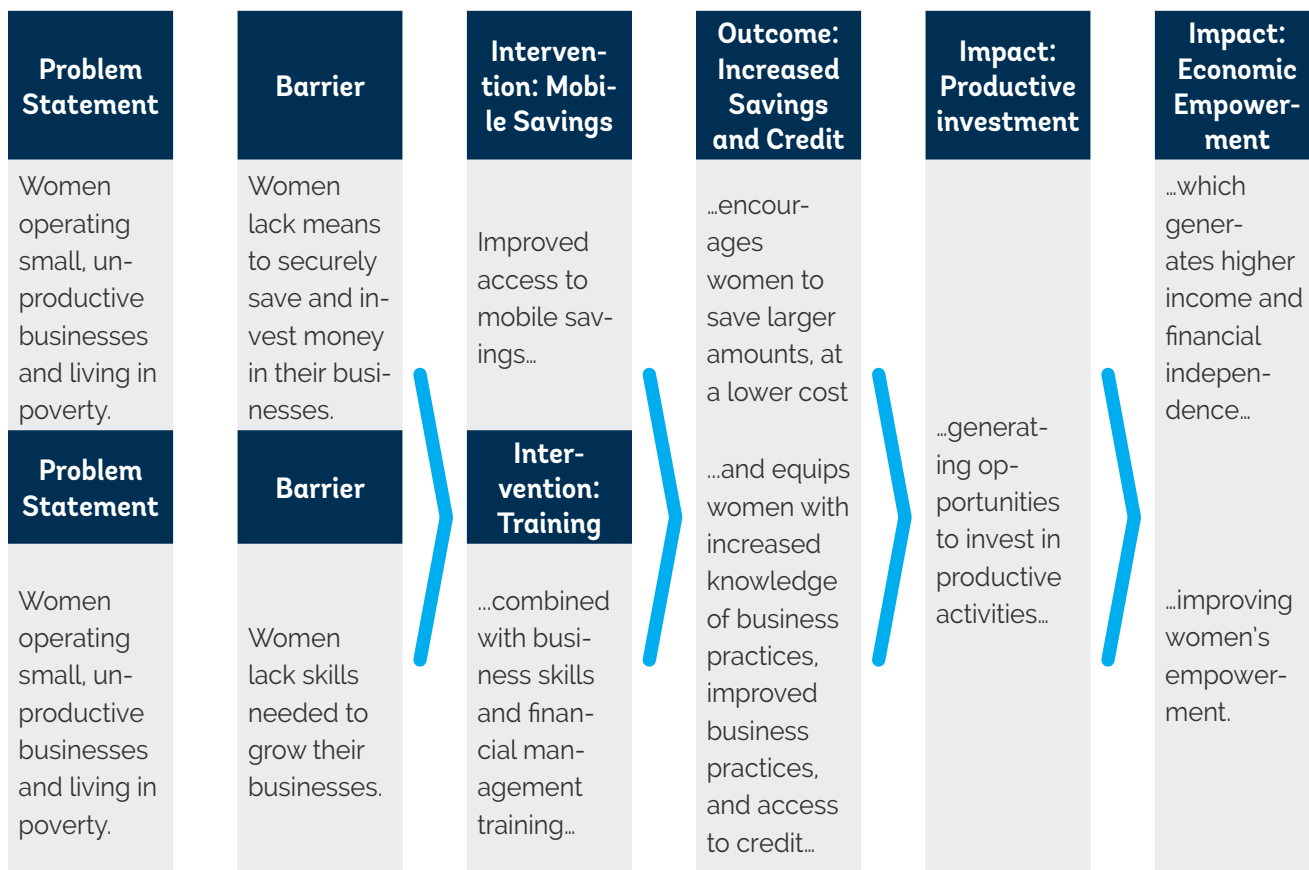 Problem
Statement
Women
operating
small, un-
productive
businesses
and living in
poverty.
Problem
Statement
Women
operating
small, un-
productive
businesses
and living in
poverty.
Barrier
Women
lack means
to securely
save and in-
vest money
in their busi-
nesses.
Barrier
Women
lack skills
needed to
grow their
businesses.
Interven-
tion: Mobi-
le Savings
Improved
access to
mobile sav-
ings…
Inter-
vention:
Training
...combined
with busi-
ness skills
and finan-
cial man-
agement
training…
Outcome:
Increased
Savings
and Credit
…encour-
ages
women to
save larger
amounts, at
a lower cost
...and equips
women with
increased
knowledge
of business
practices,
improved
business
practices,
and access
to credit…
Impact:
Productive
investment
…generat-
ing op-
portunities
to invest in
productive
activities…
Impact:
Economic
Empower-
ment
…which
gener-
ates higher
income and
financial
indepen-
dence…
…improving
women's
empower-
ment.